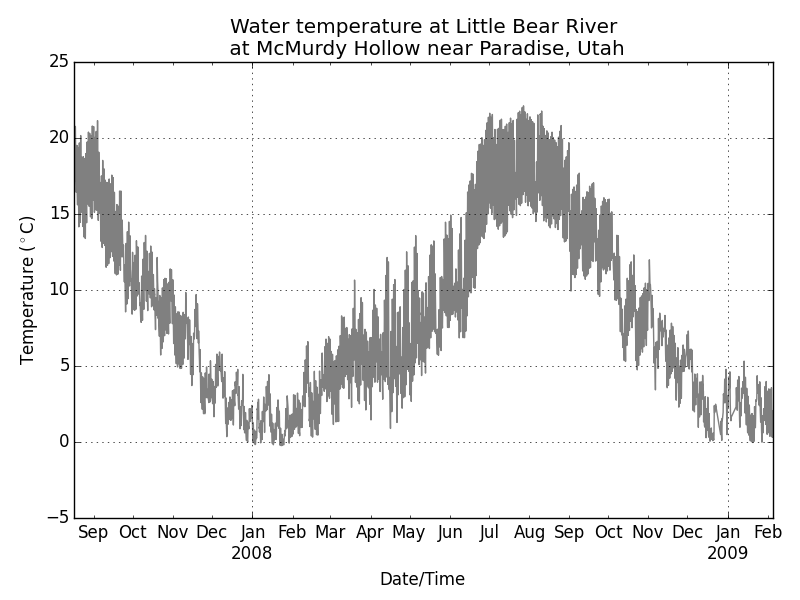 Water temperature at Little Bear River
at McMurdy Hollow near Paradise, Utah
Temperature (°C)
25
20
15
10
5
0
−5
Sep Oct Nov Dec Jan Feb Mar Apr May Jun Jul Aug Sep Oct Nov Dec Jan Feb
2008 2009
Date/Time